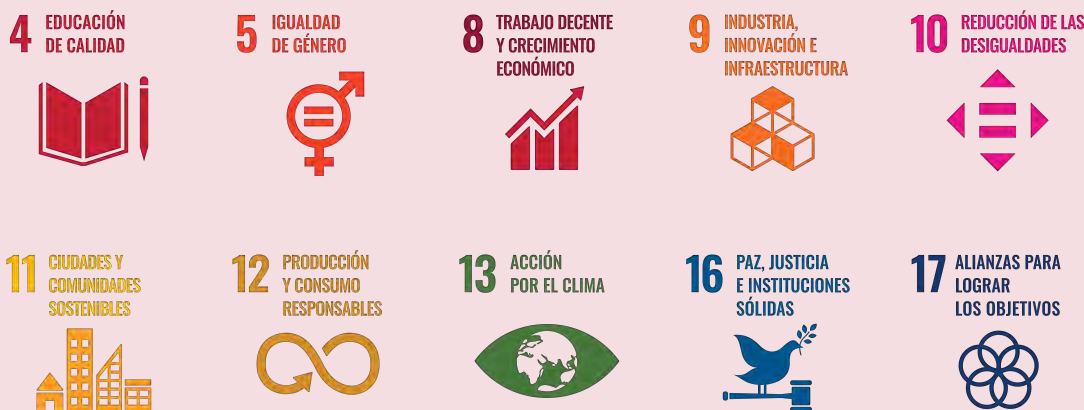 4 EDUCACIÓN
DE CALIDAD
5 IGUALDAD
DE GÉNERO
8 TRABAJO DECENTE
Y CRECIMIENTO
ECONÓMICO
9 INDUSTRIA,
INNOVACIÓN E
INFRAESTRUCTURA
10 REDUCCIÓN DE LAS
DESIGUALDADES
11 CIUDADES Y
COMUNIDADES
SOSTENIBLES
12 PRODUCCIÓN
Y CONSUMO
RESPONSABLES
13 ACCIÓN
POR EL CLIMA
16 PAZ, JUSTICIA
E INSTITUCIONES
SÓLIDAS
17 ALIANZAS PARA
LOGRAR
LOS OBJETIVOS